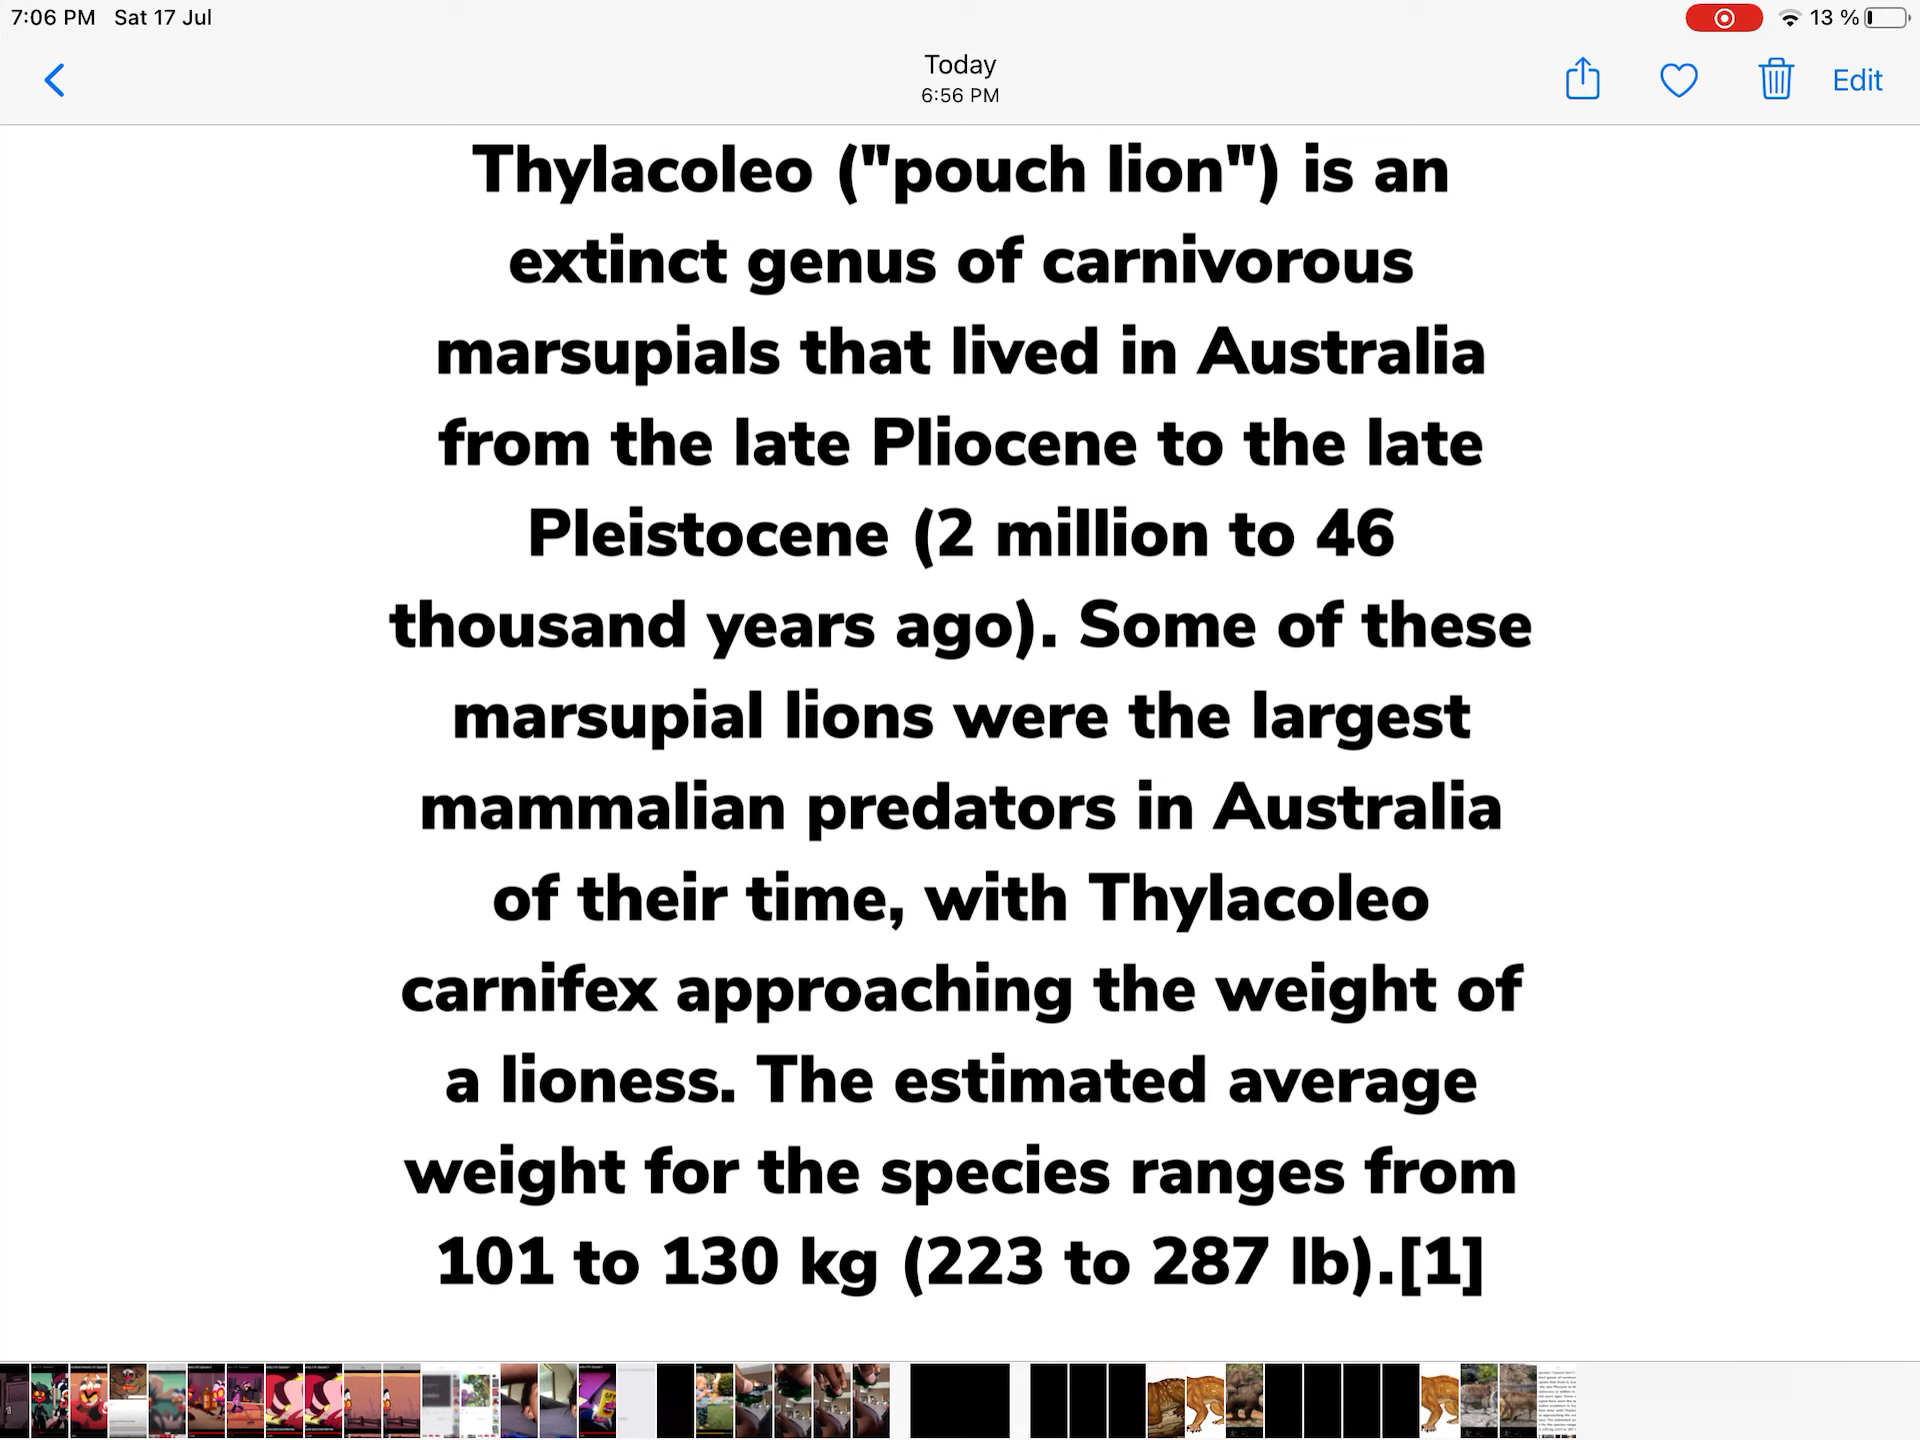 7:06 PM Sat 17 Jul
13 %
Today
6:56 PM
Edit
Thylacoleo ("pouch lion") is an
extinct genus of carnivorous
marsupials that lived in Australia
from the late Pliocene to the late
Pleistocene (2 million to 46
thousand years ago). Some of these
marsupial lions were the largest
mammalian predators in Australia
of their time, with Thylacoleo
carnifex approaching the weight of
a lioness. The estimated average
weight for the species ranges from
101 to 130 kg (223 to 287 lb).[1]